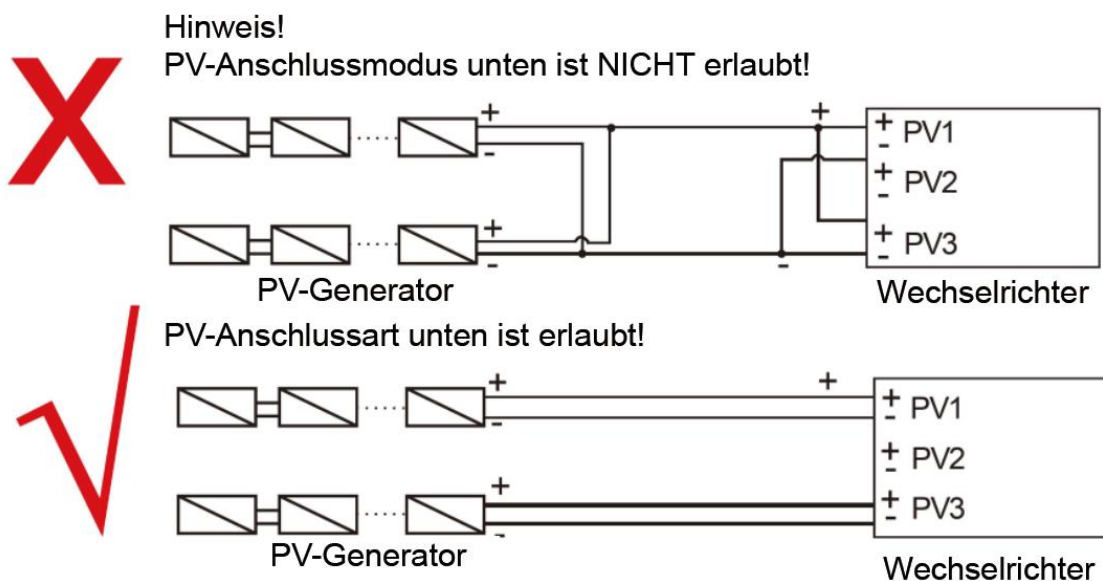 Hinweis!
PV-Anschlussmodus unten ist NICHT erlaubt!
+
-
+
+
-
PV1
+
-
PV2
+
-
+
-
PV3
-
PV-Generator
Wechselrichter
PV-Anschlussart unten ist erlaubt!
+
-
+
+
-
PV1
+
-
PV2
+
-
+
-
PV3
PV-Generator
Wechselrichter